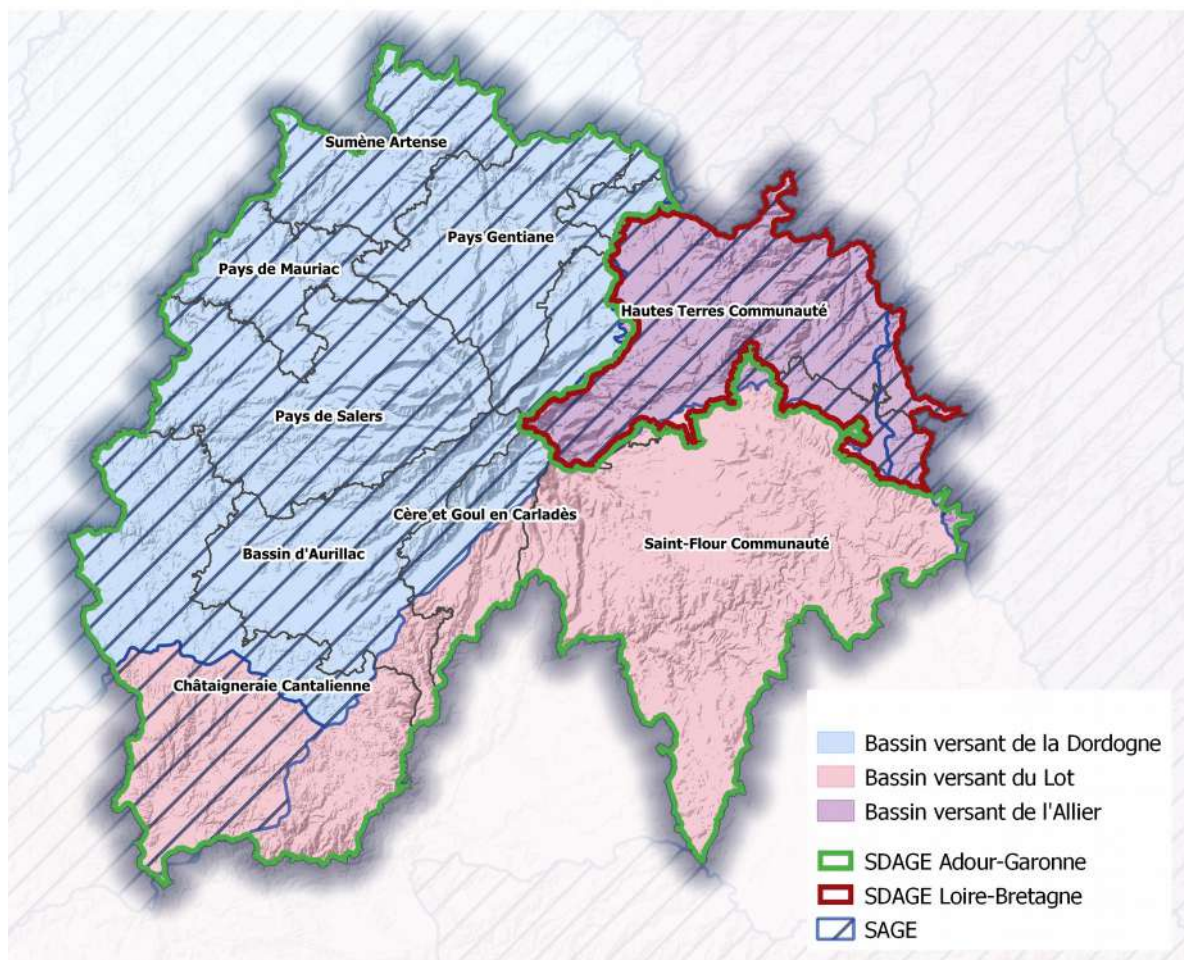 Sumène Artense
Pays Gentiane
Pays de Mauriac
Hautes Terres Communauté
Pays de Salers
Cère et Goul en Carladès
Bassin d'Aurillac
Saint-Flour Communauté
Châtaigneraie Cantalienne
Bassin versant de la Dordogne
Bassin versant du Lot
Bassin versant de l'Allier
SDAGE Adour-Garonne
SDAGE Loire-Bretagne
SAGE